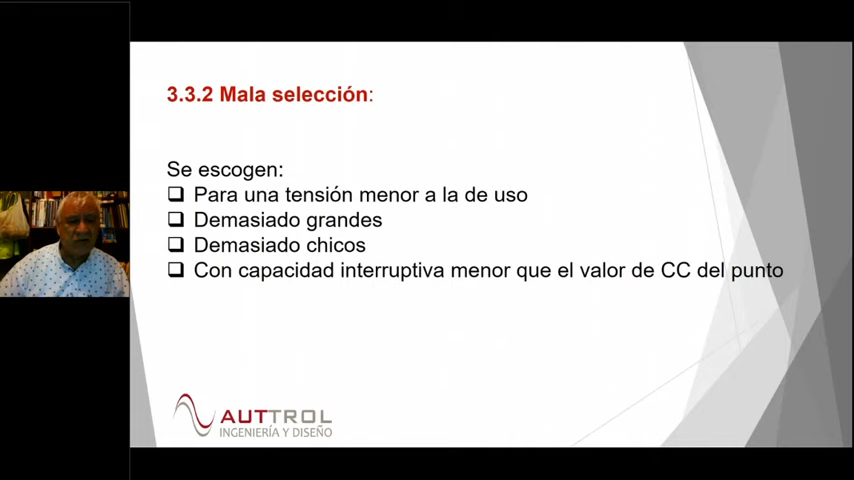 3.3.2 Mala selección:
Se escogen:
Para una tensión menor a la de uso
Demasiado grandes
Demasiado chicos
Con capacidad interruptiva menor que el valor de CC del punto
AUTTROL
INGENIERÍA Y DISEÑO